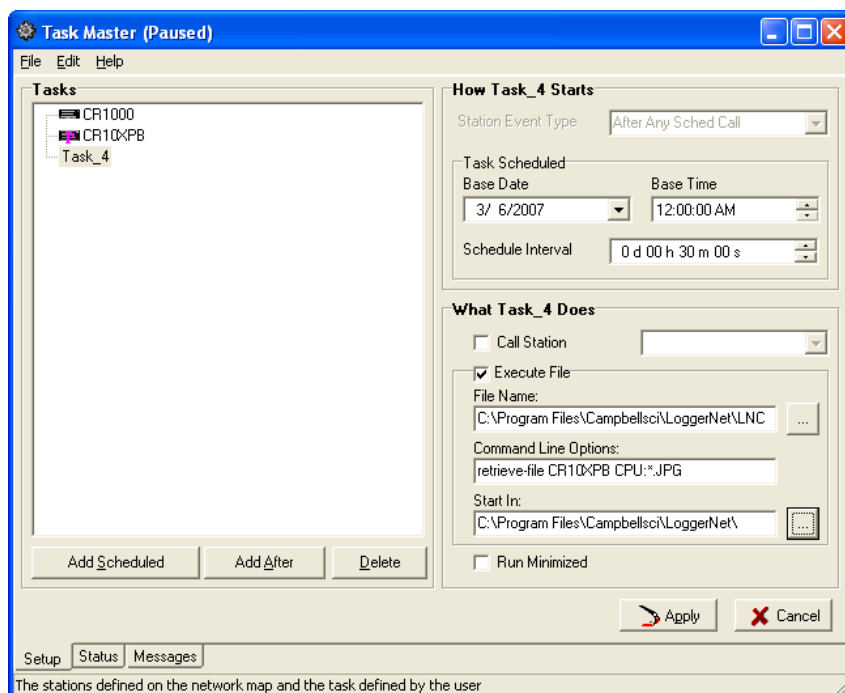 Task Master (Paused)
File Edit Help
Tasks
CR1000
CR10XPB
Task_4
Add Scheduled Add After Delete
How Task_4 Starts
Station Event Type After Any Sched Call
Task Scheduled
Base Date Base Time
3/ 6/2007 12:00:00 AM
Schedule Interval 0 d 00 h 30 m 00 s
What Task_4 Does
Call Station
Execute File
File Name:
C:\Program Files\Campbellsci\LoggerNet\LNC ...
Command Line Options:
retrieve-file CR10XPB CPU:*.JPG
Start In:
C:\Program Files\Campbellsci\LoggerNet\ ...
Run Minimized
Apply Cancel
Setup Status Messages
The stations defined on the network map and the task defined by the user